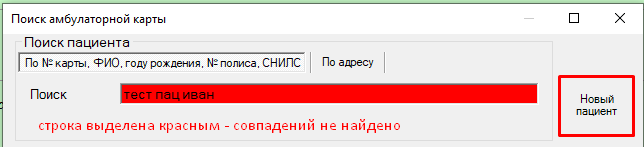 Поиск амбулаторной карты
Поиск пациента
По № карты, ФИО, году рождения, № полиса, СНИЛС
По адресу
Поиск
тест пац иван
Новый
пациент
строка выделена красным - совпадений не найдено